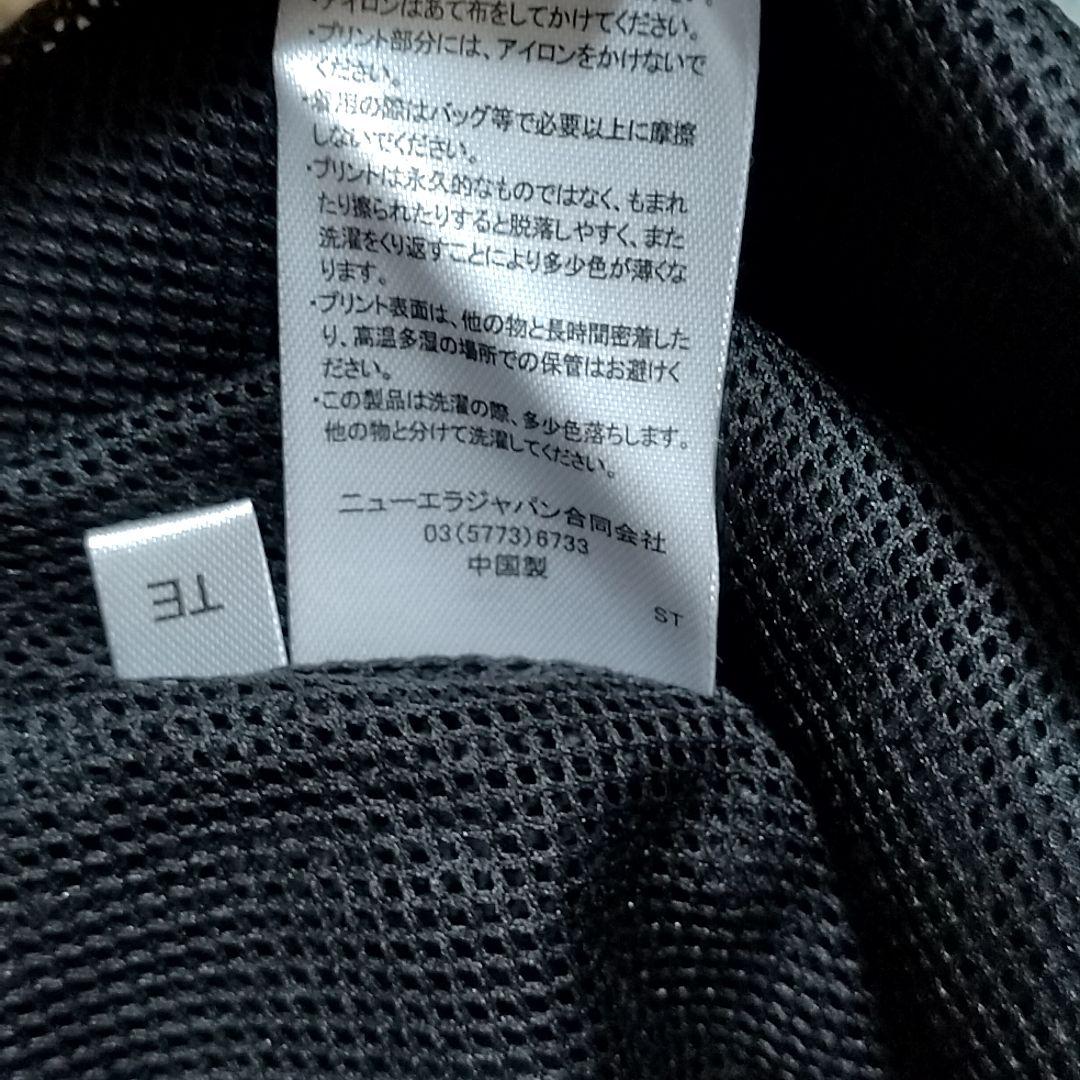 ・アイロンはあて布をしてかけてください。
・プリント部分には、アイロンをかけないで
ください。
・着用の際はバッグ等で必要以上に摩擦
しないでください。
・プリントは永久的なものではなく、もまれ
たり擦られたりすると脱落しやすく、また
洗濯をくり返すことにより多少色が薄くな
ります。
・プリント表面は、他の物と長時間密着した
り、高温多湿の場所での保管はお避けく
ださい。
・この製品は洗濯の際、多少色落ちします。
他の物と分けて洗濯してください。
ニューエラジャパン合同会社
03(5773)6733
中国製
ST
TE